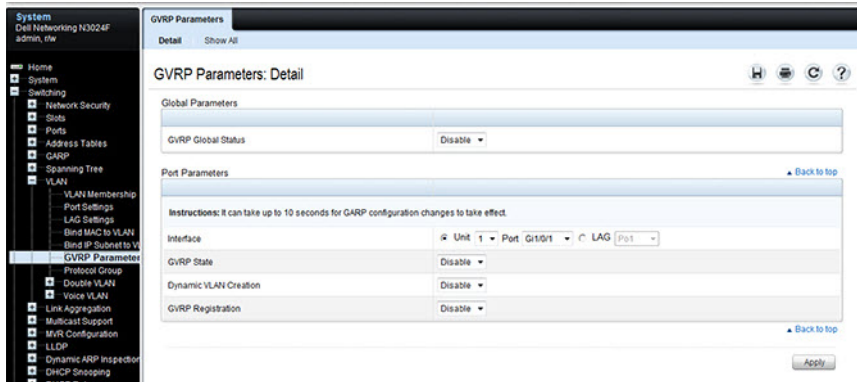 System
Dell Networking N3024F
admin, r/w
Home
System
Switching
Network Security
Slots
Ports
Address Tables
GARP
Spanning Tree
VLAN
VLAN Membership
Port Settings
LAG Settings
Bind MAC to VLAN
Bind IP Subnet to VL
GVRP Parameter
Protocol Group
Double VLAN
Voice VLAN
Link Aggregation
Multicast Support
MVR Configuration
LLDP
Dynamic ARP Inspection
DHCP Snooping
GVRP Parameters
Detail Show All
GVRP Parameters: Detail
Global Parameters
GVRP Global Status Disable
Port Parameters Back to top
Instructions: It can take up to 10 seconds for GARP configuration changes to take effect.
Interface Unit 1 Port Gi1/0/1 LAG Po1
GVRP State Disable
Dynamic VLAN Creation Disable
GVRP Registration Disable
Back to top
Apply